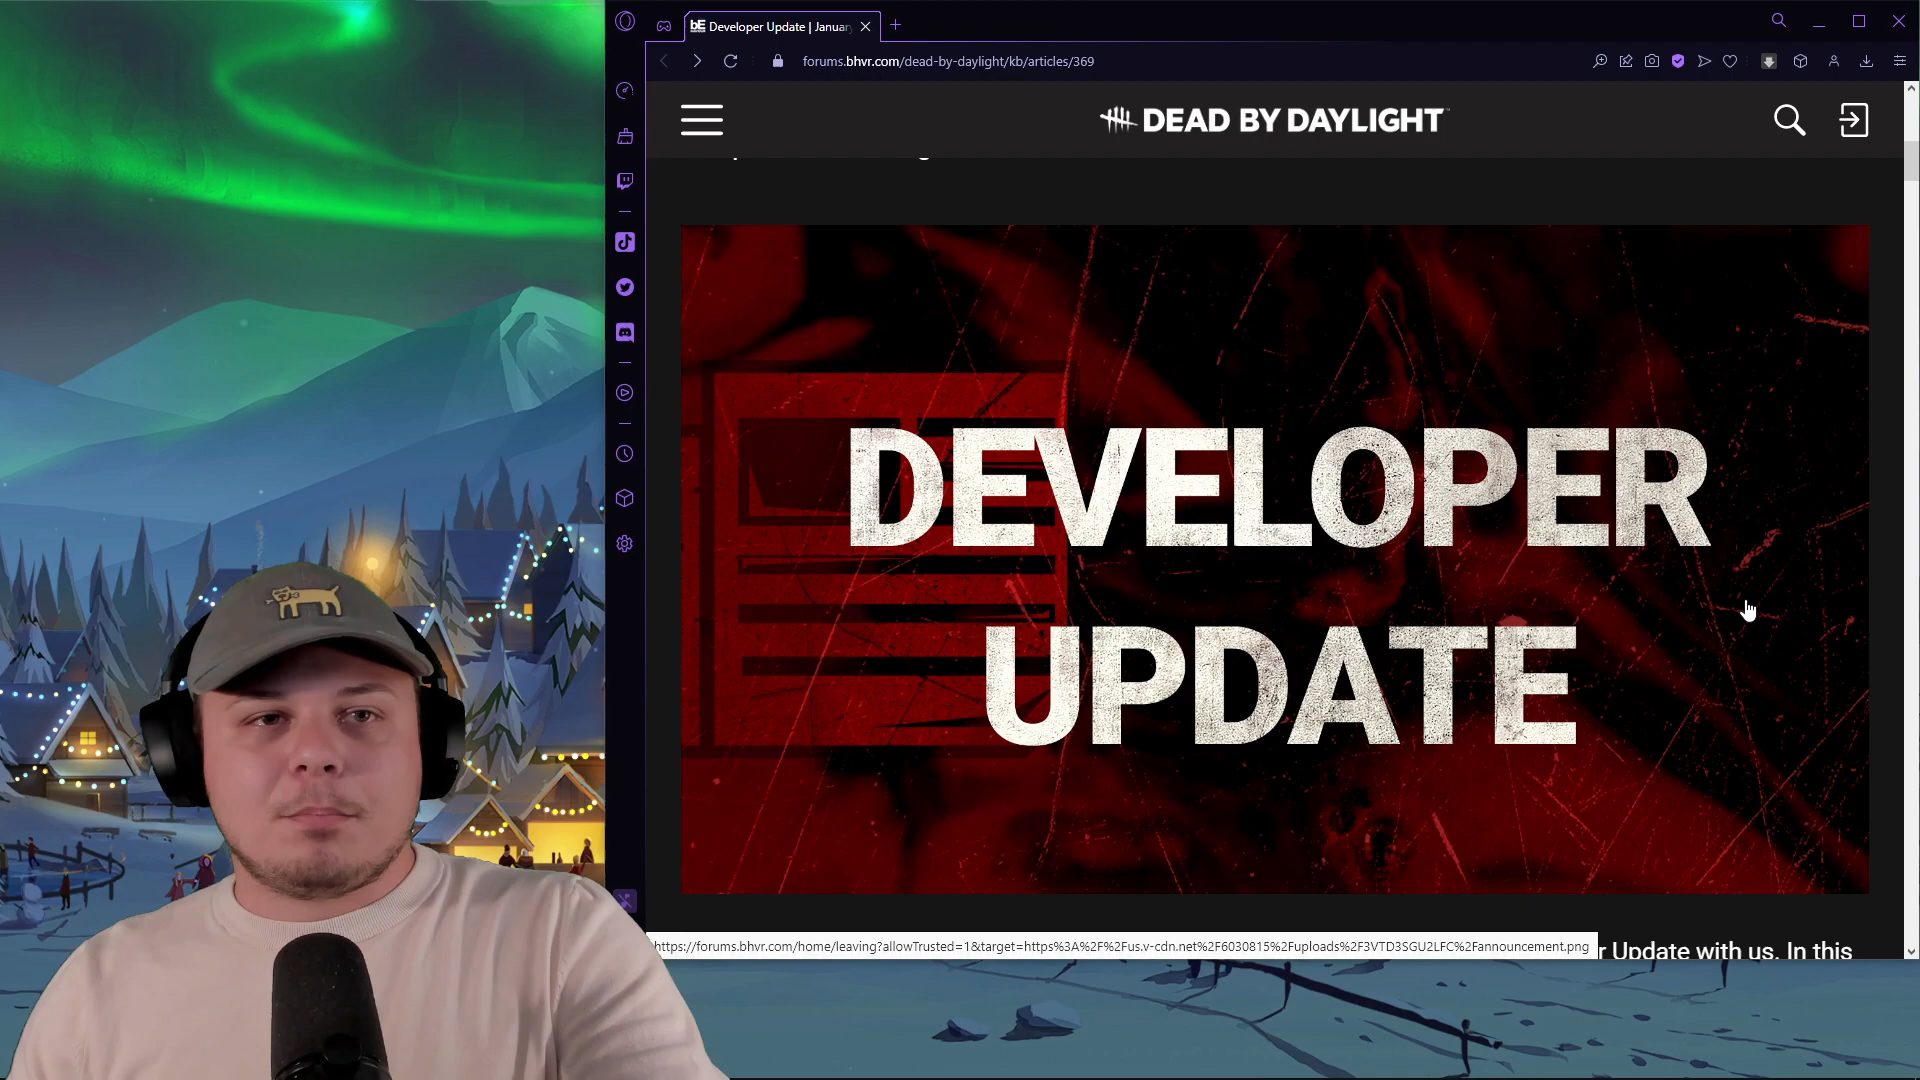 Developer Update | Januar
forums.bhvr.com/dead-by-daylight/kb/articles/369
DEAD BY DAYLIGHT
DEVELOPER
UPDATE
https://forums.bhvr.com/home/leaving?allowTrusted=1&target=https%3A%2F%2Fus.v-cdn.net%2F6030815%2Fuploads%2F3VTD3SGU2LFC%2Fannouncement.png
r Update with us. In this